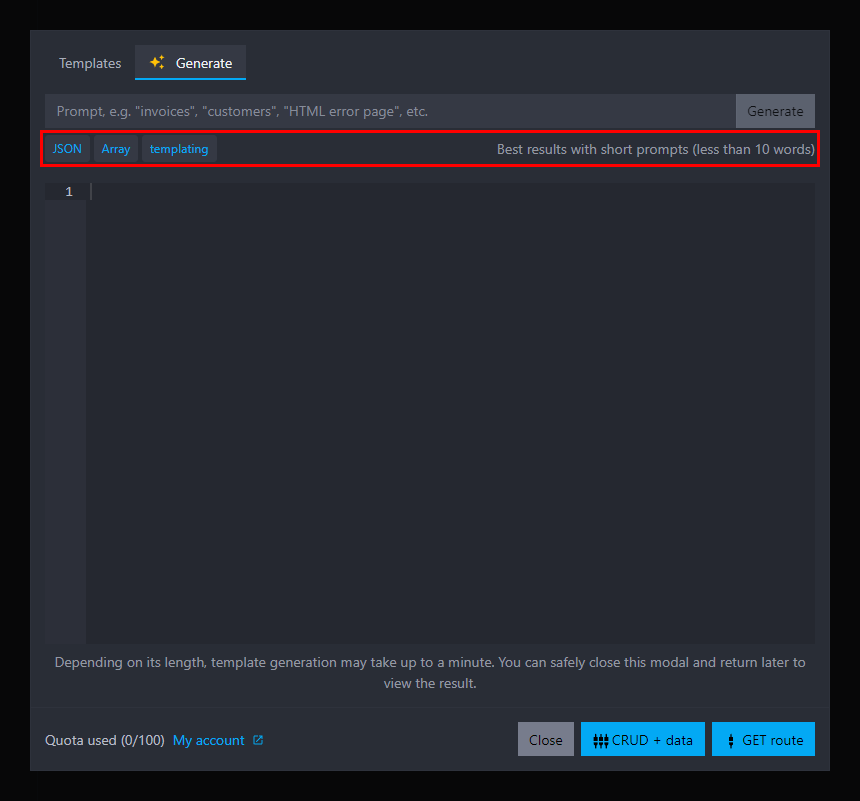 Templates Generate
Prompt, e.g. "invoices", "customers", "HTML error page", etc. Generate
JSON Array templating Best results with short prompts (less than 10 words)
1
Depending on its length, template generation may take up to a minute. You can safely close this modal and return later to
view the result.
Quota used (0/100) My account Close CRUD + data GET route